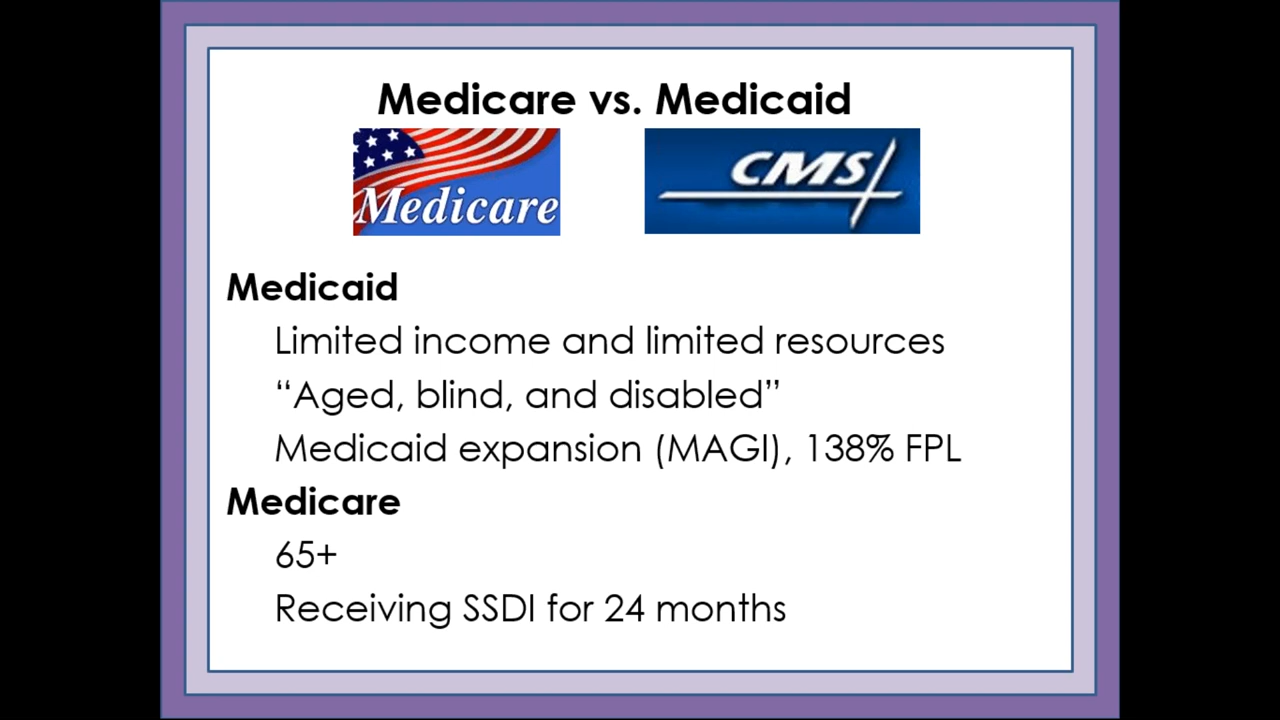 Medicare vs. Medicaid
Medicare
CMS
Medicaid
Limited income and limited resources
“Aged, blind, and disabled”
Medicaid expansion (MAGI), 138% FPL
Medicare
65+
Receiving SSDI for 24 months